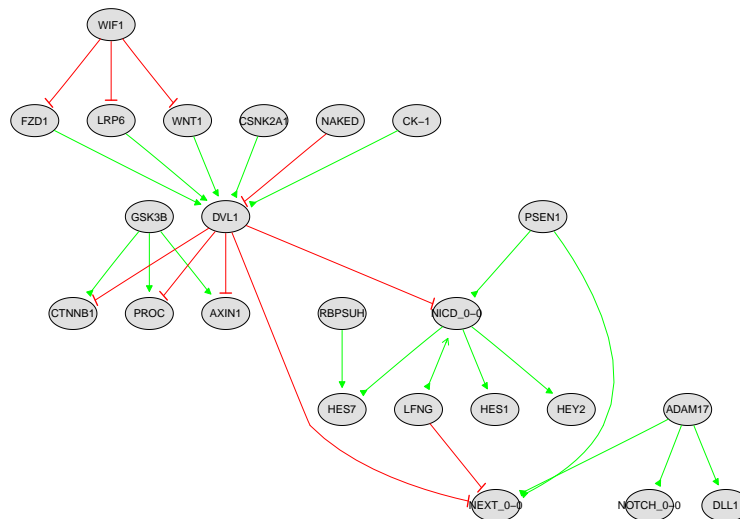 WIF1
FZD1 LRP6 WNT1 CSNK2A1 NAKED CK-1
GSK3B DVL1 PSEN1
CTNNB1 PROC AXIN1 RBPSUH NICD_0-0
HES7 LFNG HES1 HEY2 ADAM17
NEXT_0-0 NOTCH_0-0 DLL1